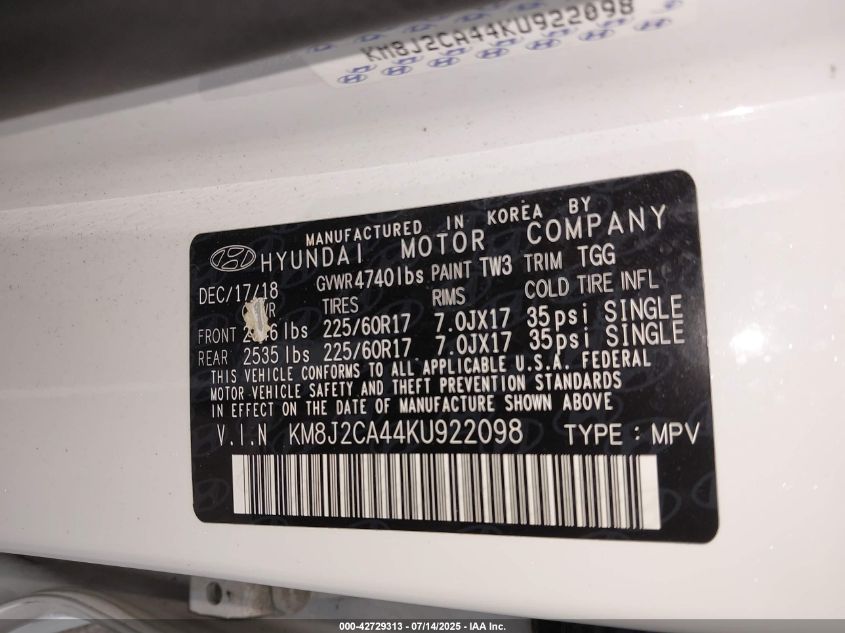 KM8J2CA44KU922098
MANUFACTURED IN KOREA BY
HYUNDAI MOTOR COMPANY
DEC/17/18 GVWR 4740lbs PAINT TW3 TRIM TGG
TIRES RIMS COLD TIRE INFL
FRONT lbs 225/60R17 7.0JX17 35psi SINGLE
REAR 2535lbs 225/60R17 7.0JX17 35psi SINGLE
THIS VEHICLE CONFORMS TO ALL APPLICABLE U.S.A. FEDERAL
MOTOR VEHICLE SAFETY AND THEFT PREVENTION STANDARDS
IN EFFECT ON THE DATE OF MANUFACTURE SHOWN ABOVE
V.I.N KM8J2CA44KU922098 TYPE : MPV
000-42729313 - 07/14/2025 - IAA Inc.